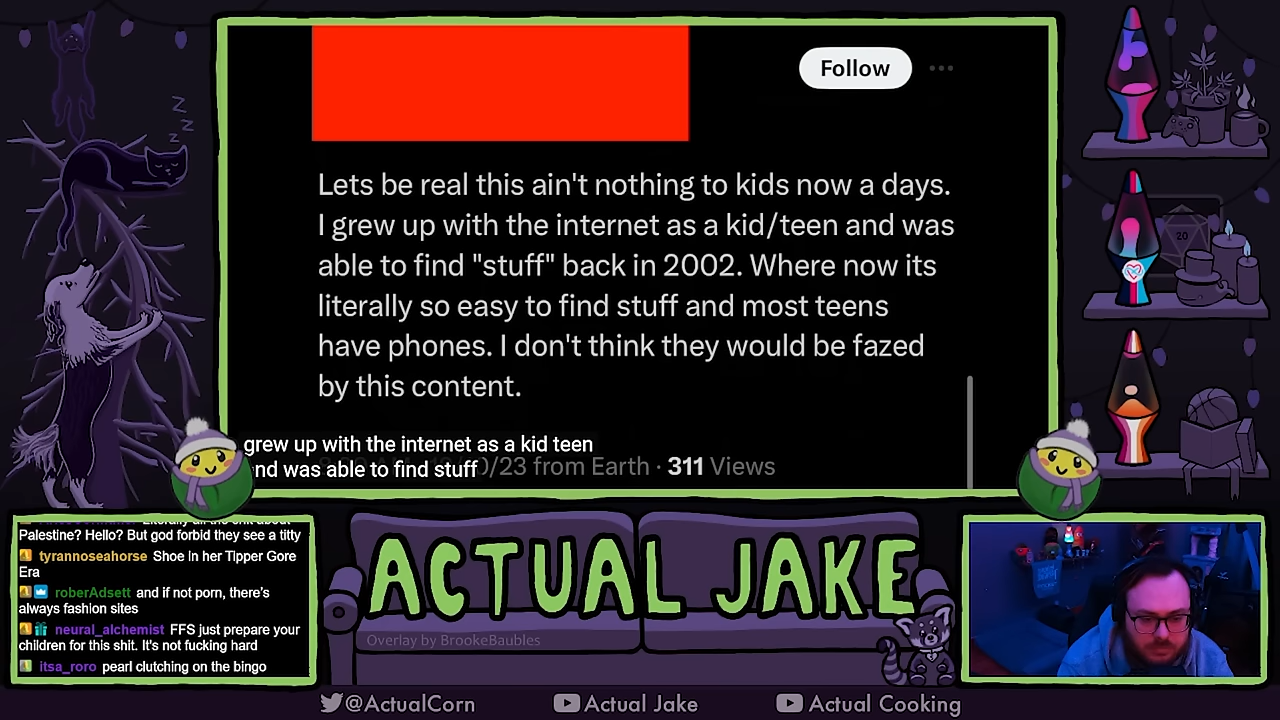 Follow
Lets be real this ain't nothing to kids now a days.
I grew up with the internet as a kid/teen and was
able to find "stuff" back in 2002. Where now its
literally so easy to find stuff and most teens
have phones. I don't think they would be fazed
by this content.
grew up with the internet as a kid teen
nd was able to find stuff
0/23 from Earth · 311 Views
Palestine? Hello? But god forbid they see a titty
tyrannoseahorse Shoe In her Tipper Gore
Era
roberAdsett and if not porn, there's
always fashion sites
neural_alchemist FFS just prepare your
children for this shit. It's not fucking hard
itsa_roro pearl clutching on the bingo
ACTUAL JAKE
Overlay by BrookeBaubles
20
@ActualCorn
Actual Jake
Actual Cooking